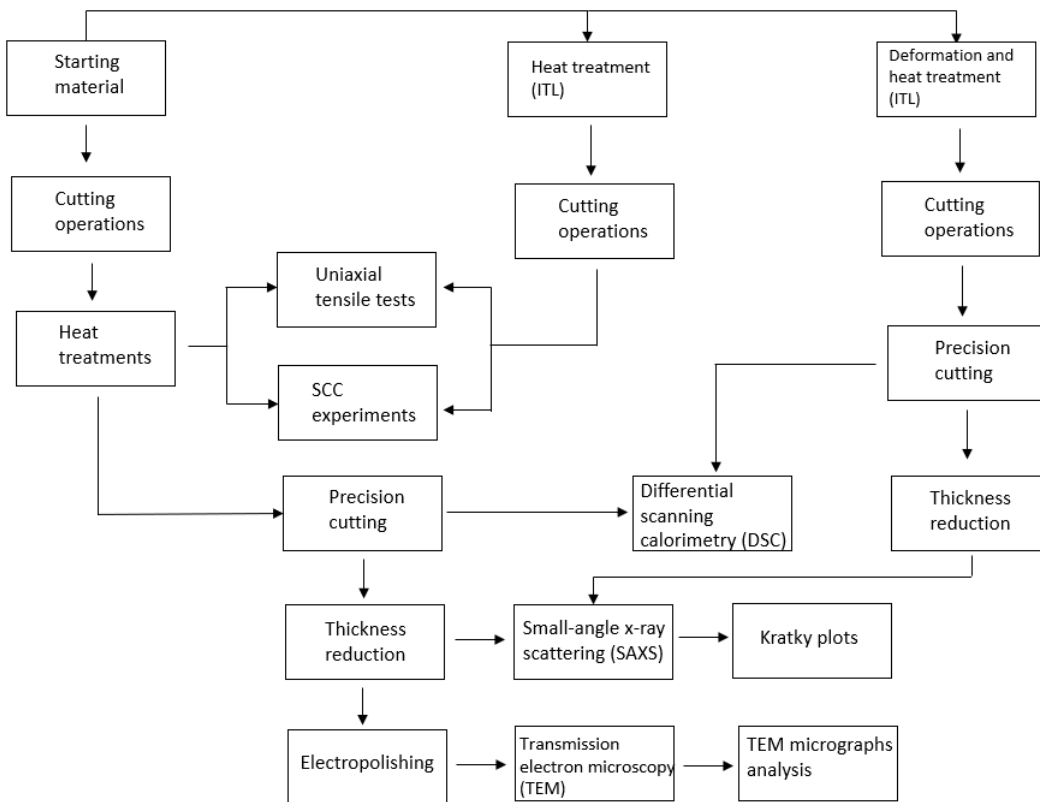 Starting
material
Heat treatment
(ITL)
Deformation and
heat treatment
(ITL)
Cutting
operations
Cutting
operations
Cutting
operations
Uniaxial
tensile tests
Heat
treatments
SCC
experiments
Precision
cutting
Precision
cutting
Differential
scanning
calorimetry (DSC)
Thickness
reduction
Thickness
reduction
Small-angle x-ray
scattering (SAXS)
Kratky plots
Electropolishing
Transmission
electron microscopy
(TEM)
TEM micrographs
analysis